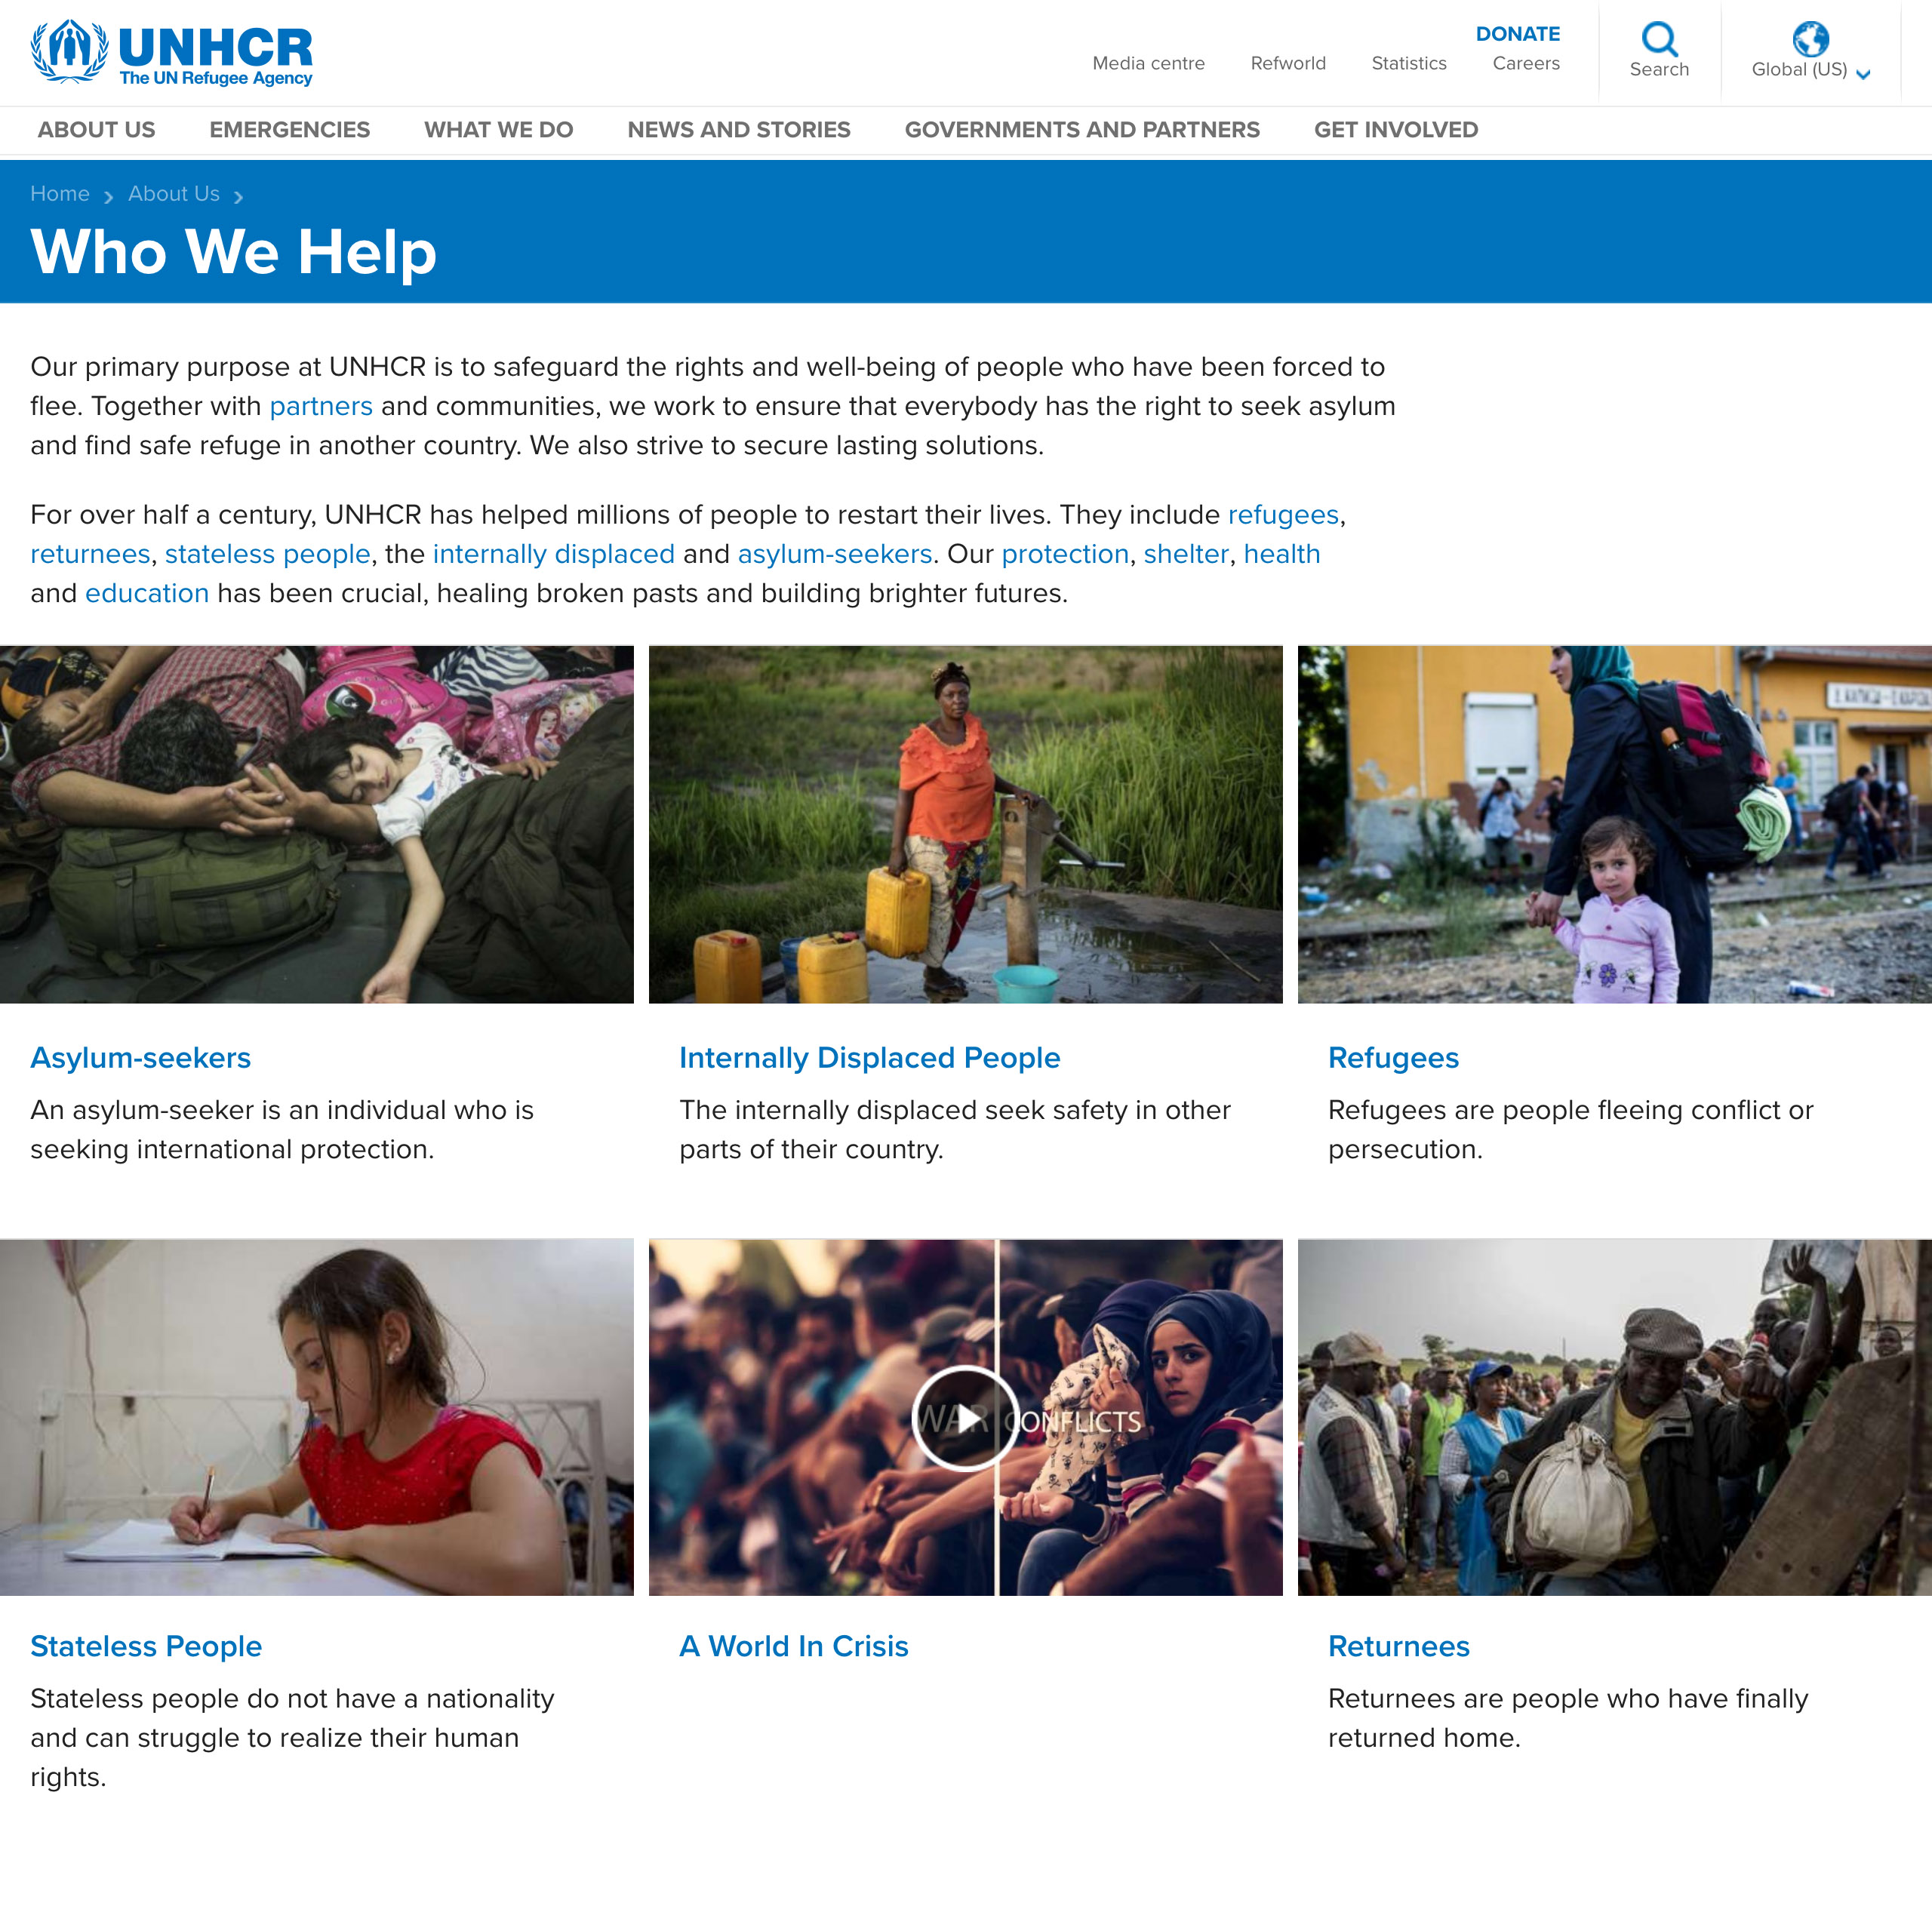 UNHCR
The UN Refugee Agency
DONATE
Media centre Refworld Statistics Careers
Search
Global (US)
ABOUT US EMERGENCIES WHAT WE DO NEWS AND STORIES GOVERNMENTS AND PARTNERS GET INVOLVED
Home About Us
Who We Help
Our primary purpose at UNHCR is to safeguard the rights and well-being of people who have been forced to
flee. Together with partners and communities, we work to ensure that everybody has the right to seek asylum
and find safe refuge in another country. We also strive to secure lasting solutions.
For over half a century, UNHCR has helped millions of people to restart their lives. They include refugees,
returnees, stateless people, the internally displaced and asylum-seekers. Our protection, shelter, health
and education has been crucial, healing broken pasts and building brighter futures.
Asylum-seekers
An asylum-seeker is an individual who is
seeking international protection.
Internally Displaced People
The internally displaced seek safety in other
parts of their country.
Refugees
Refugees are people fleeing conflict or
persecution.
WAR CONFLICTS
Stateless People
Stateless people do not have a nationality
and can struggle to realize their human
rights.
A World In Crisis
Returnees
Returnees are people who have finally
returned home.